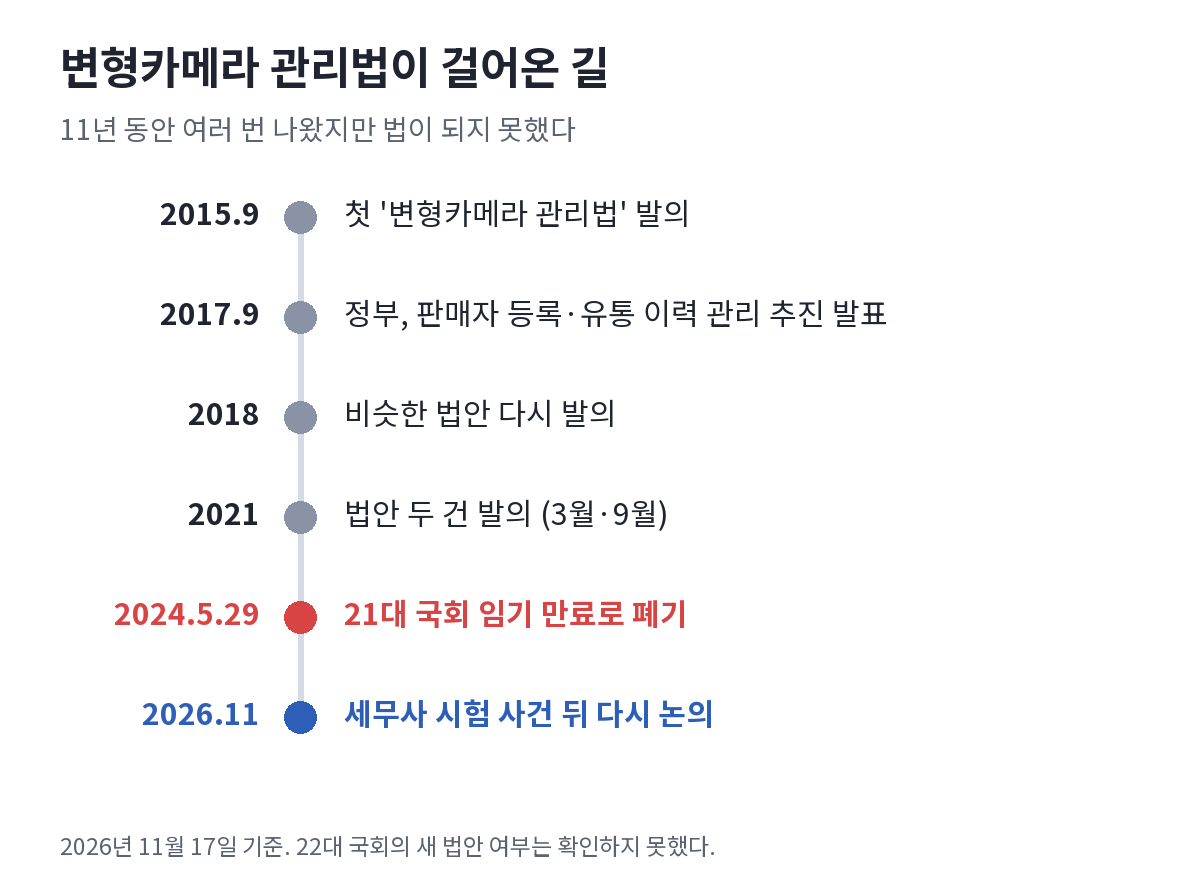 변형카메라 관리법이 걸어온 길
11년 동안 여러 번 나왔지만 법이 되지 못했다
2015.9 첫 '변형카메라 관리법' 발의
2017.9 정부, 판매자 등록·유통 이력 관리 추진 발표
2018 비슷한 법안 다시 발의
2021 법안 두 건 발의 (3월·9월)
2024.5.29 21대 국회 임기 만료로 폐기
2026.11 세무사 시험 사건 뒤 다시 논의
2026년 11월 17일 기준. 22대 국회의 새 법안 여부는 확인하지 못했다.